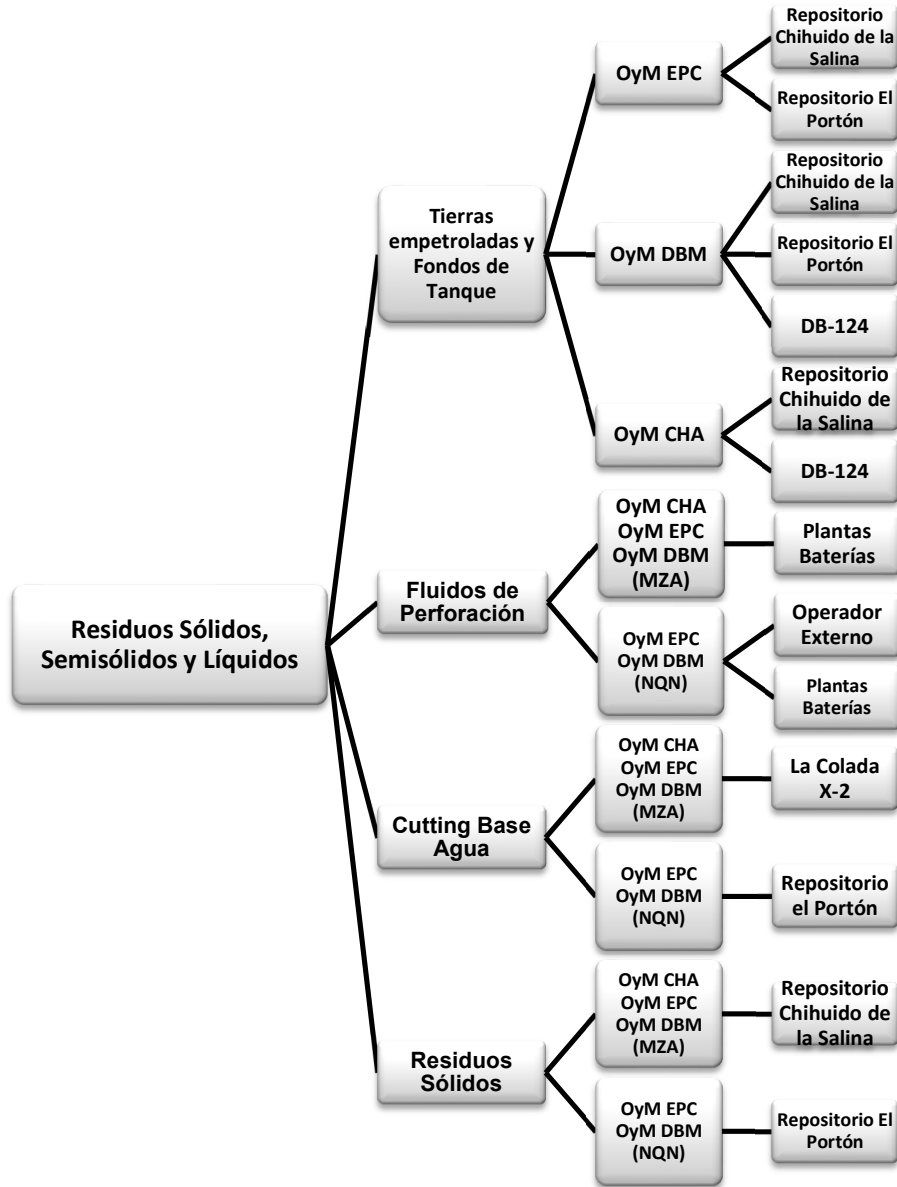 Residuos Sólidos,
Semisólidos y Líquidos
Tierras
empetroladas y
Fondos de
Tanque
OyM EPC
Repositorio
Chihuido de la
Salina
Repositorio El
Portón
OyM DBM
Repositorio
Chihuido de la
Salina
Repositorio El
Portón
DB-124
OyM CHA
Repositorio
Chihuido de
la Salina
DB-124
Fluidos de
Perforación
OyM CHA
OyM EPC
OyM DBM
(MZA)
Plantas
Baterías
OyM EPC
OyM DBM
(NQN)
Operador
Externo
Plantas
Baterías
Cutting Base
Agua
OyM CHA
OyM EPC
OyM DBM
(MZA)
La Colada
X-2
OyM EPC
OyM DBM
(NQN)
Repositorio
el Portón
Residuos
Sólidos
OyM CHA
OyM EPC
OyM DBM
(MZA)
Repositorio
Chihuido de
la Salina
OyM EPC
OyM DBM
(NQN)
Repositorio El
Portón